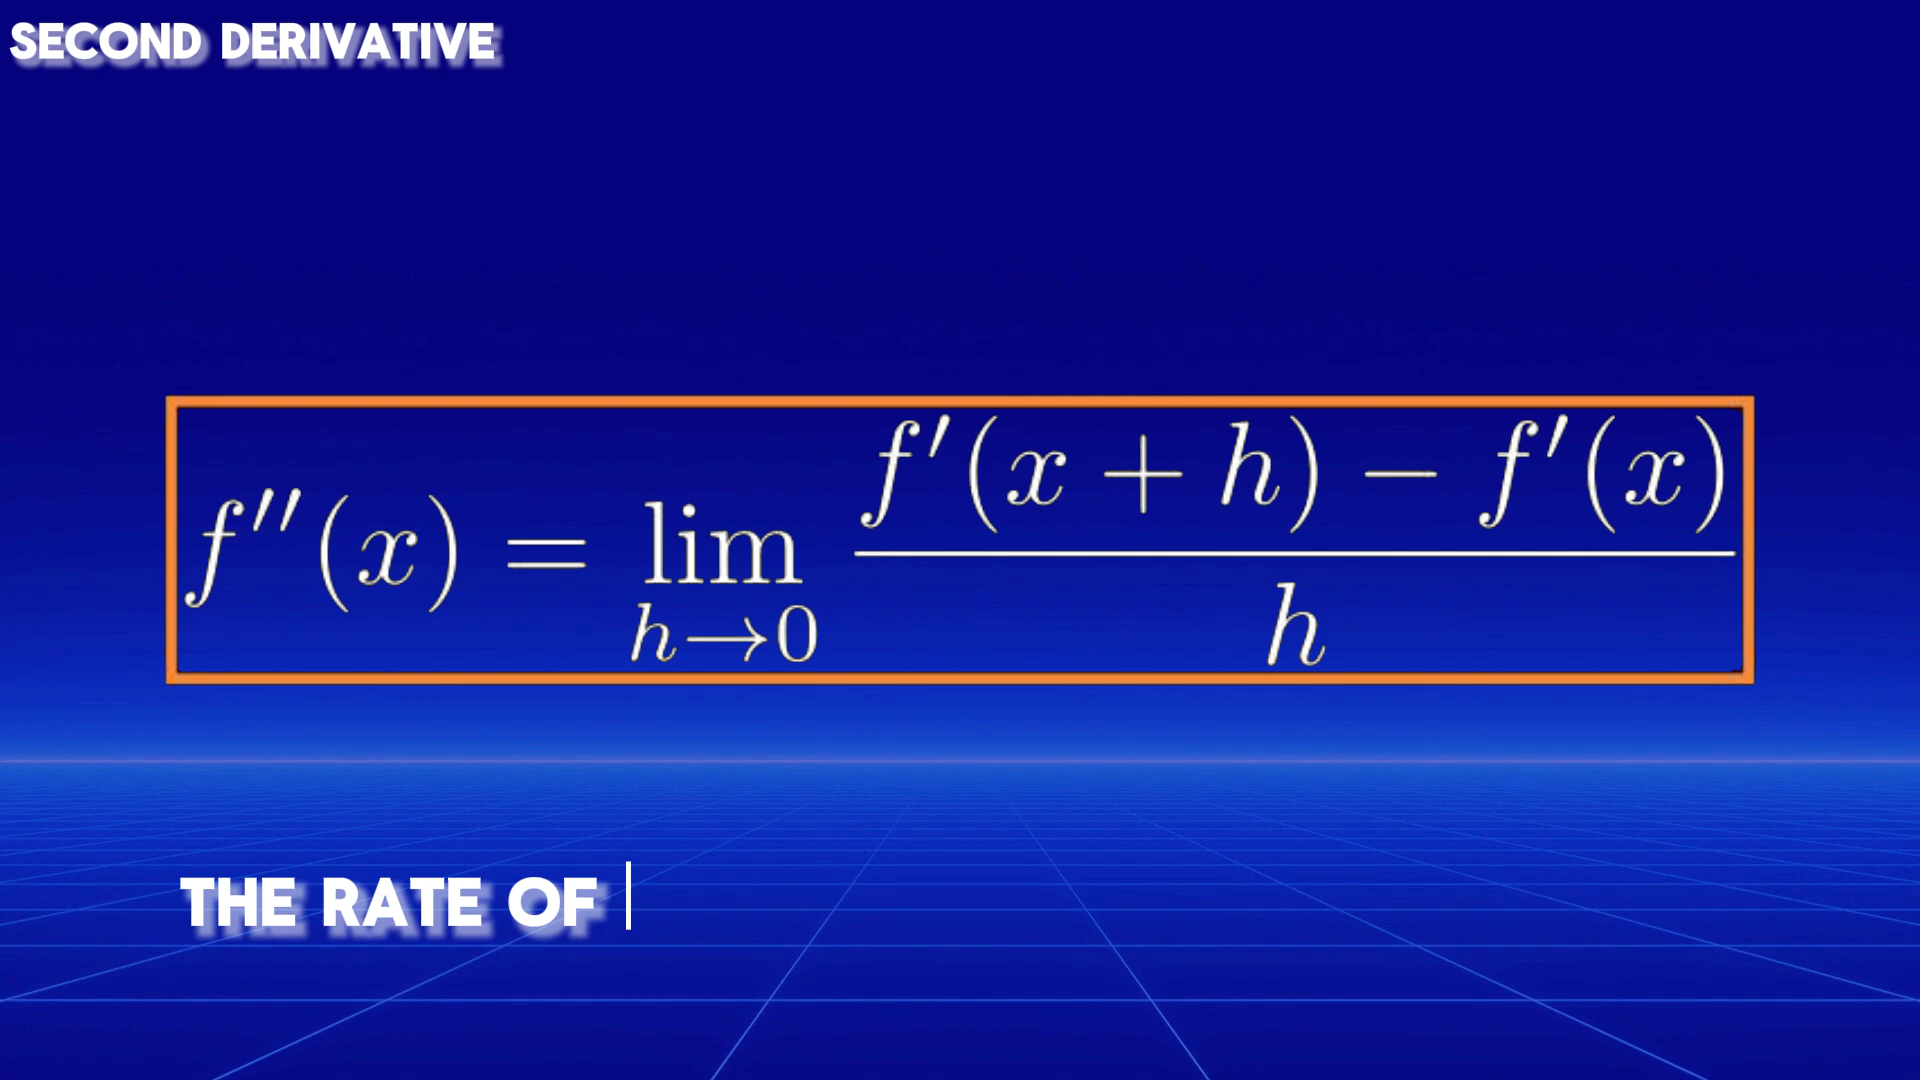 SECOND DERIVATIVE
f''(x) = lim h→0 f'(x + h) − f'(x) / h
THE RATE OF